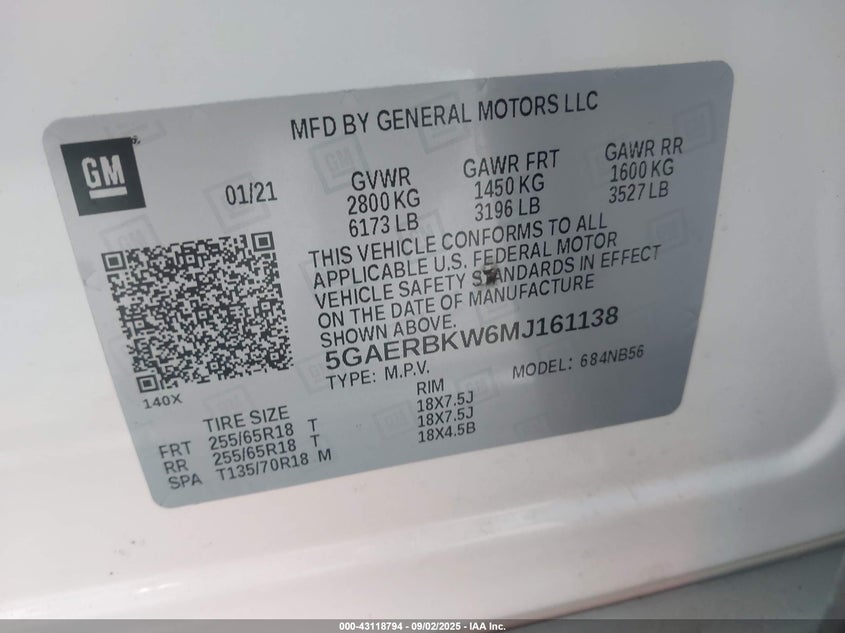 MFD BY GENERAL MOTORS LLC
GM
01/21
GVWR
2800 KG
6173 LB
GAWR FRT
1450 KG
3196 LB
GAWR RR
1600 KG
3527 LB
THIS VEHICLE CONFORMS TO ALL
APPLICABLE U.S. FEDERAL MOTOR
VEHICLE SAFETY STANDARDS IN EFFECT
ON THE DATE OF MANUFACTURE
SHOWN ABOVE.
5GAERBKW6MJ161138
TYPE: M.P.V.
MODEL: 684NB56
140X
TIRE SIZE
RIM
FRT 255/65R18 T 18X7.5J
RR 255/65R18 T 18X7.5J
SPA T135/70R18 M 18X4.5B
000-43118794 - 09/02/2025 - IAA Inc.